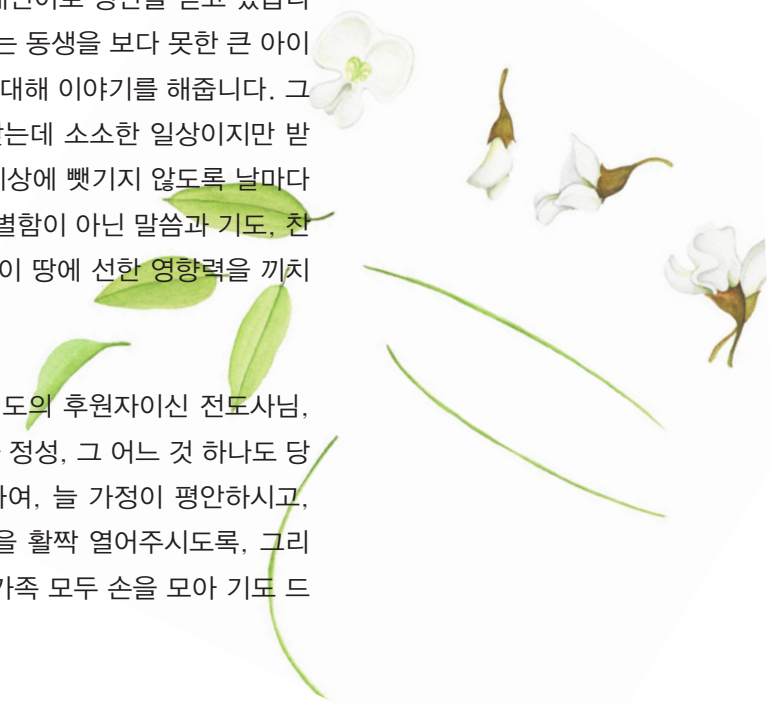 는 동생을 보다 못한 큰 아이
대해 이야기를 해줍니다. 그
는데 소소한 일상이지만 받
세상에 뺏기지 않도록 날마다
별함이 아닌 말씀과 기도, 찬
이 땅에 선한 영향력을 끼치
도의 후원자이신 전도사님,
정성, 그 어느 것 하나도 당
하여, 늘 가정이 평안하시고,
을 활짝 열어주시도록, 그리
가족 모두 손을 모아 기도 드